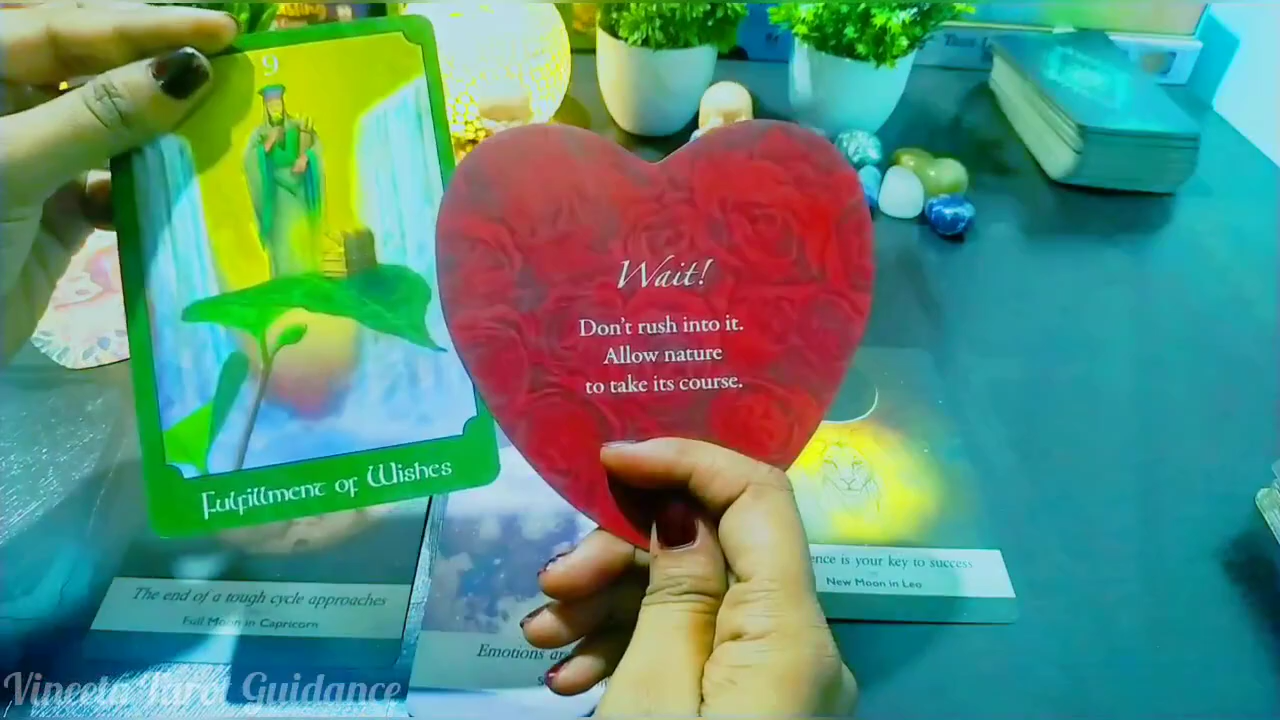 9
Fulfillment of Wishes
Wait!
Don't rush into it.
Allow nature
to take its course.
The end of a tough cycle approaches
Full Moon in Capricorn
Emotions
ence is your key to success
New Moon in Leo
Vinceta Tarot Guidance